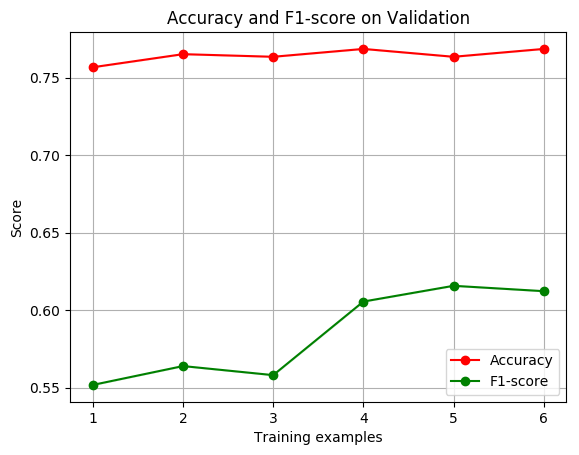 Accuracy and F1-score on Validation
Score
0.75
0.70
0.65
0.60
0.55
Accuracy
F1-score
1 2 3 4 5 6
Training examples